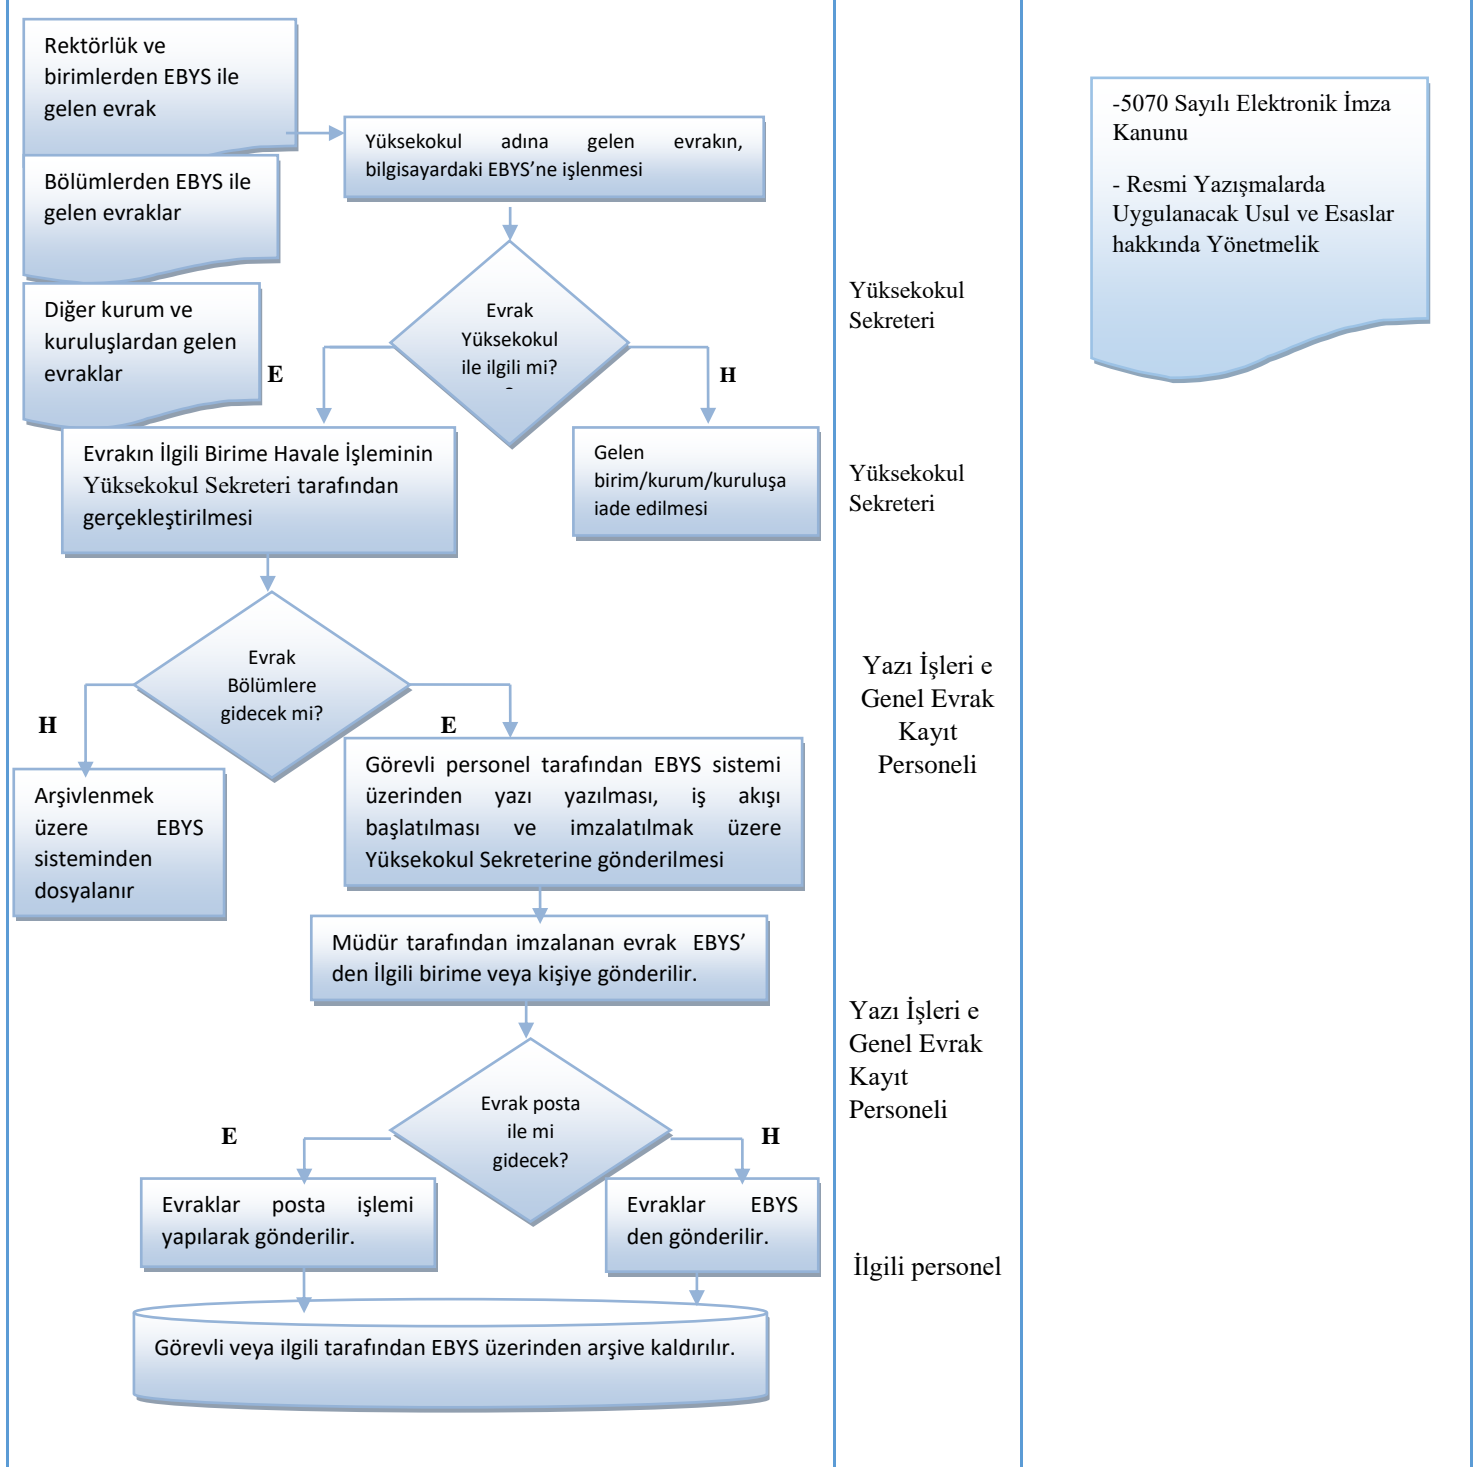 Rektörlük ve
birimlerden EBYS ile
gelen evrak
Yüksekokul adına gelen evrakın,
bilgisayardaki EBYS’ne işlenmesi
Bölümlerden EBYS ile
gelen evraklar
Diğer kurum ve
kuruluşlardan gelen
evraklar
Evrak
Yüksekokul
ile ilgili mi?
E
H
Evrakın İlgili Birime Havale İşleminin
Yüksekokul Sekreteri tarafından
gerçekleştirilmesi
Gelen
birim/kurum/kuruluşa
iade edilmesi
Evrak
Bölümlere
gidecek mi?
H
E
Arşivlenmek
üzere EBYS
sisteminden
dosyalanır
Görevli personel tarafından EBYS sistemi
üzerinden yazı yazılması, iş akışı
başlatılması ve imzalatılmak üzere
Yüksekokul Sekreterine gönderilmesi
Müdür tarafından imzalanan evrak EBYS’
den İlgili birime veya kişiye gönderilir.
Evrak posta
ile mi
gidecek?
E
H
Evraklar posta işlemi
yapılarak gönderilir.
Evraklar EBYS
den gönderilir.
Görevli veya ilgili tarafından EBYS üzerinden arşive kaldırılır.
Yüksekokul
Sekreteri
Yüksekokul
Sekreteri
Yazı İşleri e
Genel Evrak
Kayıt
Personeli
Yazı İşleri e
Genel Evrak
Kayıt
Personeli
İlgili personel
-5070 Sayılı Elektronik İmza
Kanunu
- Resmi Yazışmalarda
Uygulanacak Usul ve Esaslar
hakkında Yönetmelik